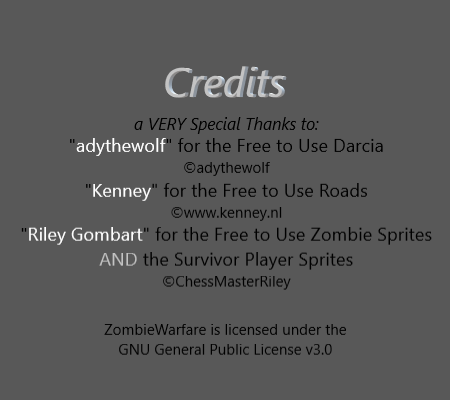 Credits
a VERY Special Thanks to:
"adythewolf" for the Free to Use Darcia
©adythewolf
"Kenney" for the Free to Use Roads
©www.kenney.nl
"Riley Gombart" for the Free to Use Zombie Sprites
AND the Survivor Player Sprites
©ChessMasterRiley
ZombieWarfare is licensed under the
GNU General Public License v3.0